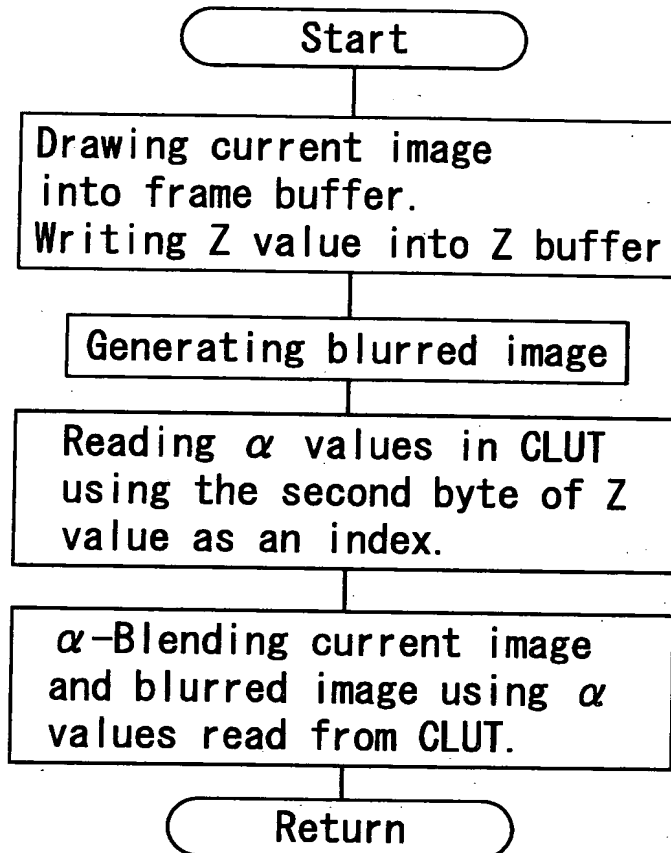 Start
Drawing current image
into frame buffer.
Writing Z value into Z buffer
Generating blurred image
Reading α values in CLUT
using the second byte of Z
value as an index.
α-Blending current image
and blurred image using α
values read from CLUT.
Return